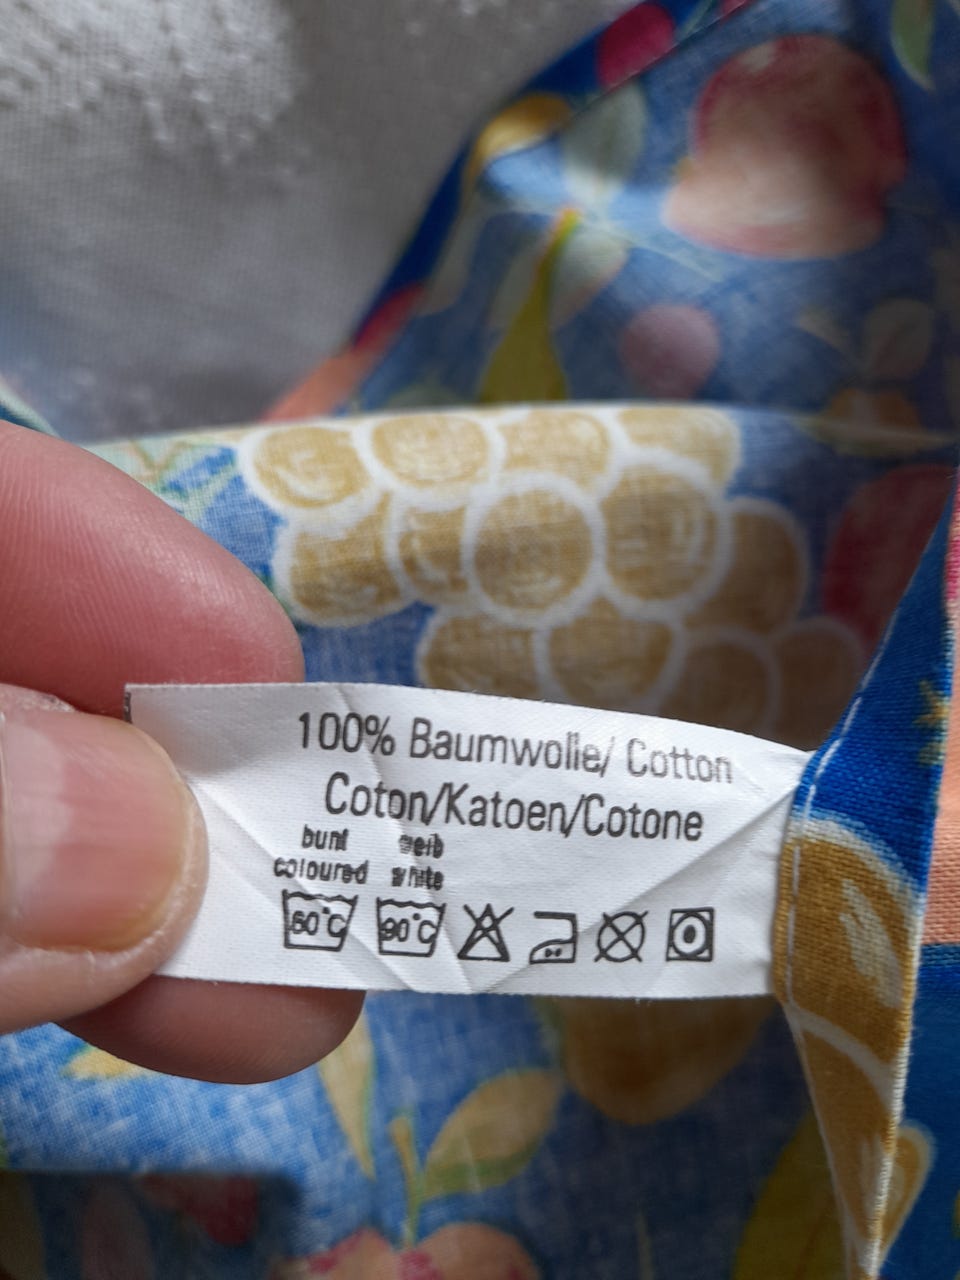 100% Baumwolle/ Cotton
Coton/Katoen/Cotone
bunt weiß
coloured white
60°C 90°C